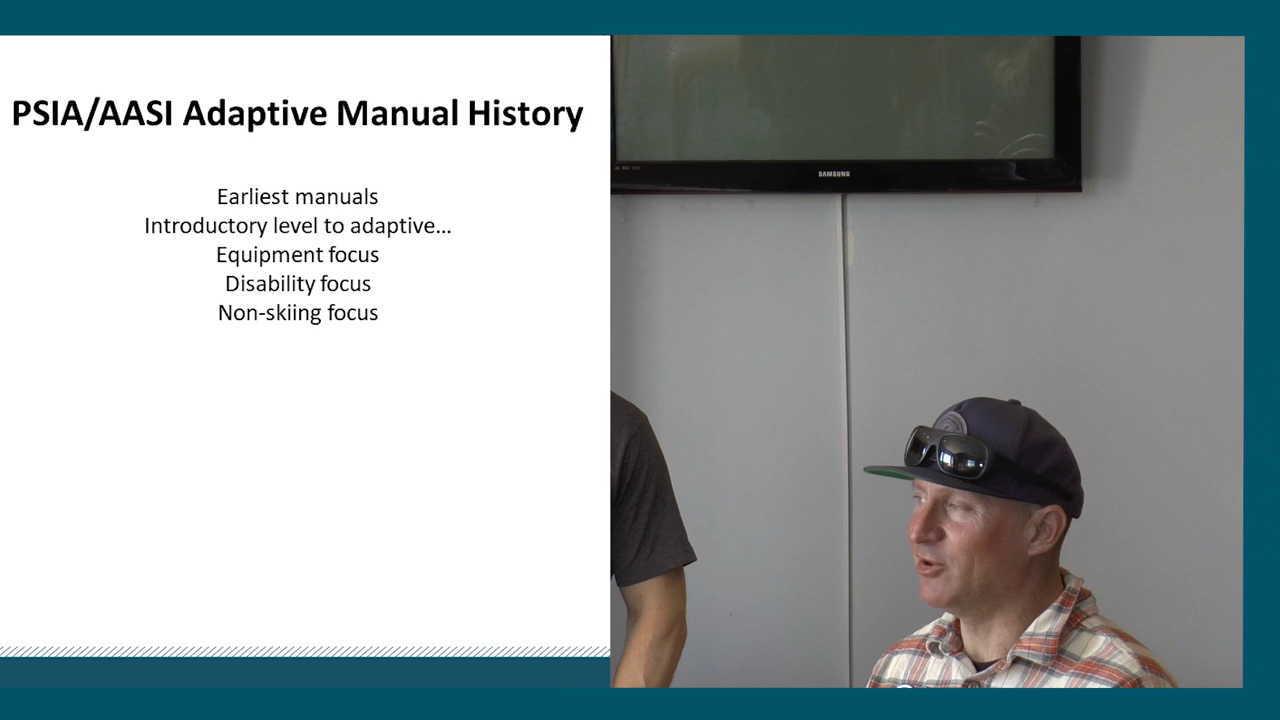 PSIA/AASI Adaptive Manual History
Earliest manuals
Introductory level to adaptive...
Equipment focus
Disability focus
Non-skiing focus
SAMSUNG